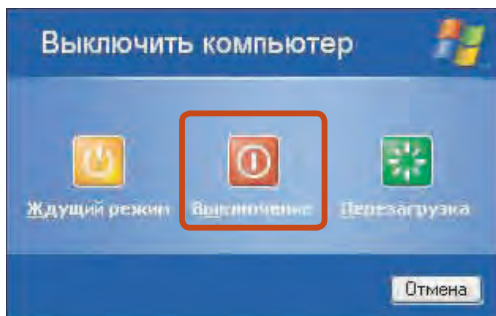 Выключить компьютер
Ждущий режим Выключение Перезагрузка
Отмена